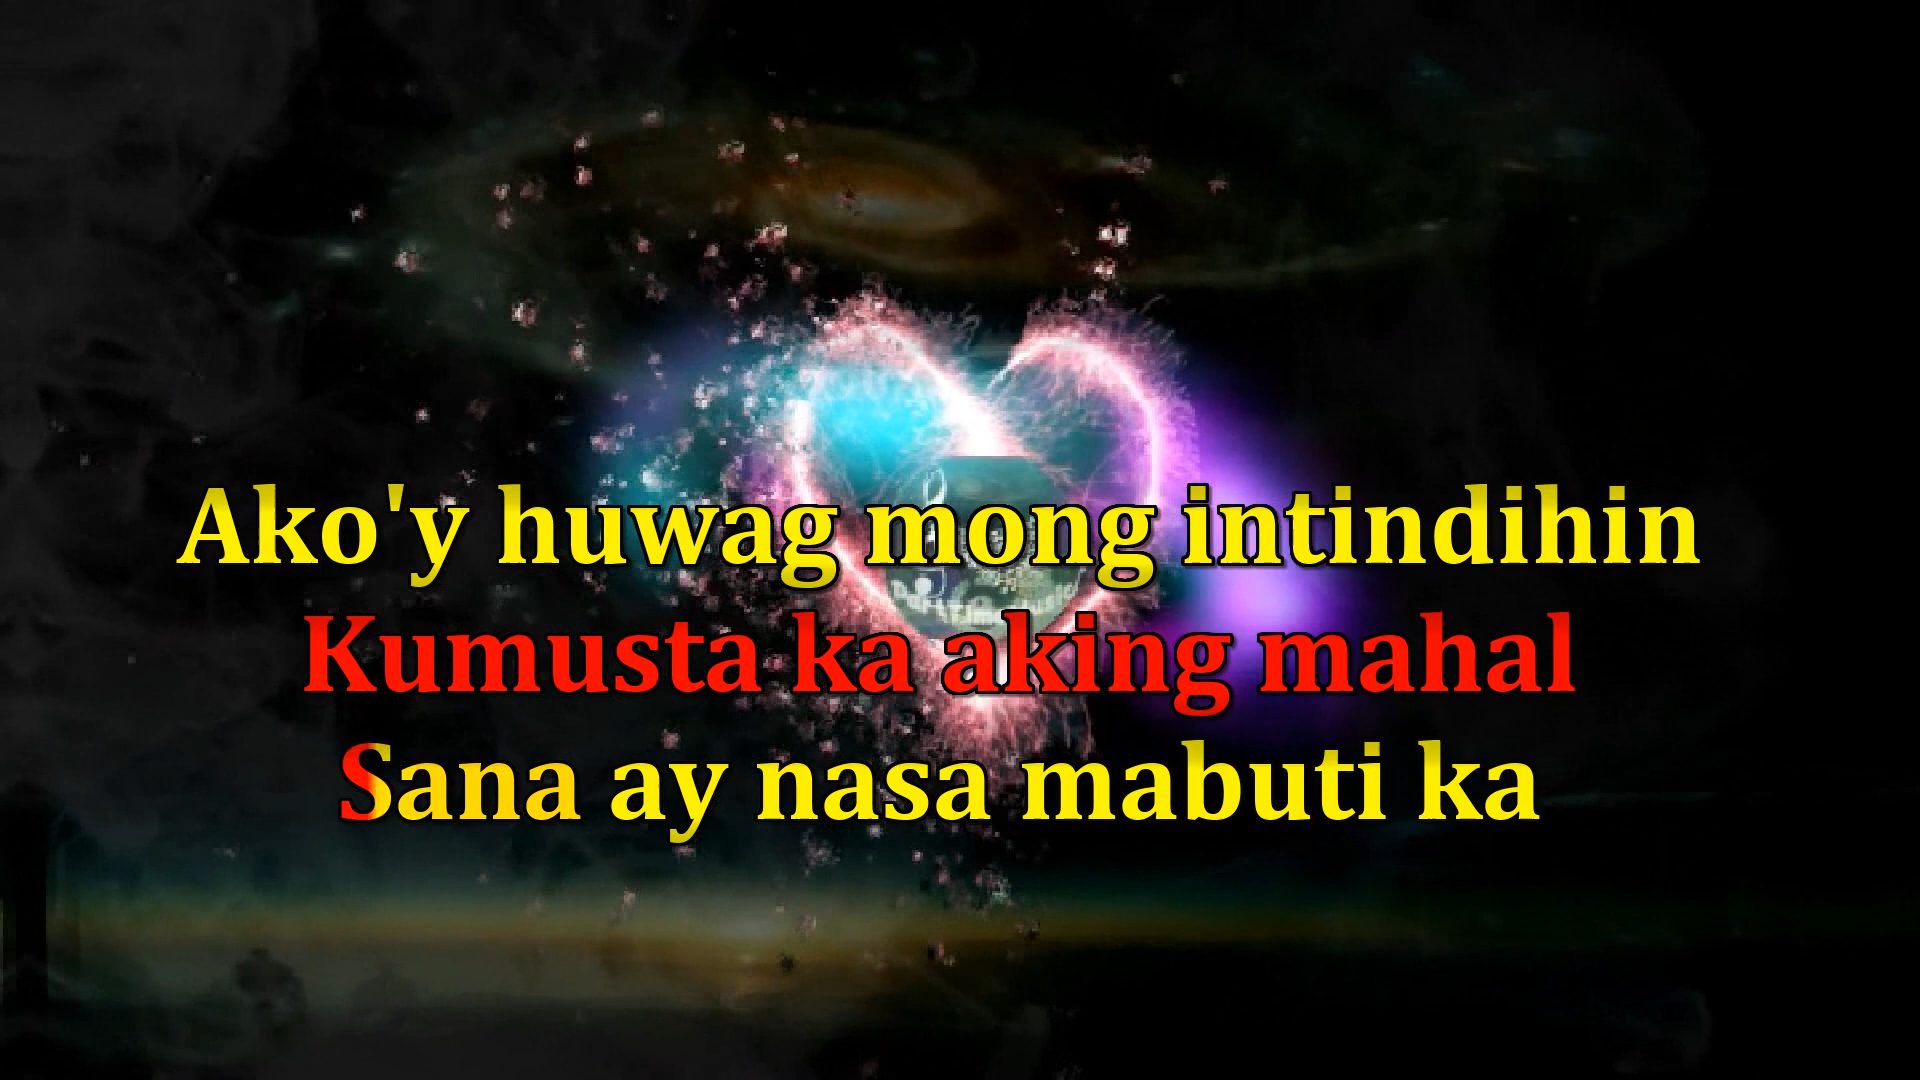 Ako'y huwag mong intindihin
Kumusta ka aking mahal
Sana ay nasa mabuti ka